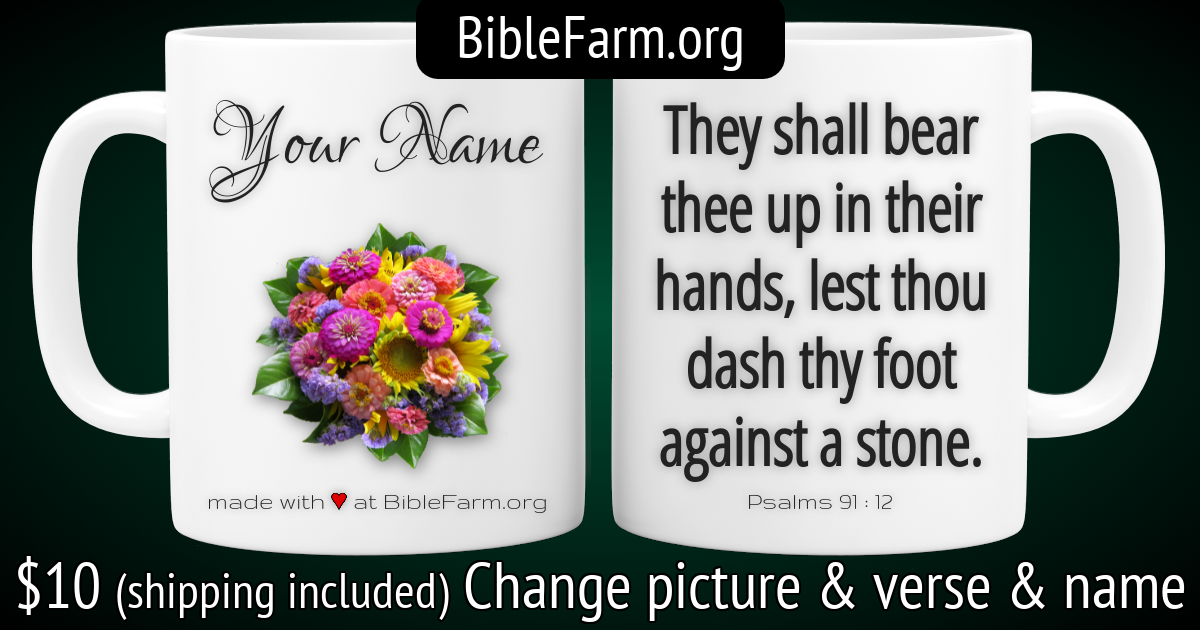 BibleFarm.org
Your Name
made with ♥ at BibleFarm.org
They shall bear
thee up in their
hands, lest thou
dash thy foot
against a stone.
Psalms 91 : 12
$10 (shipping included) Change picture & verse & name